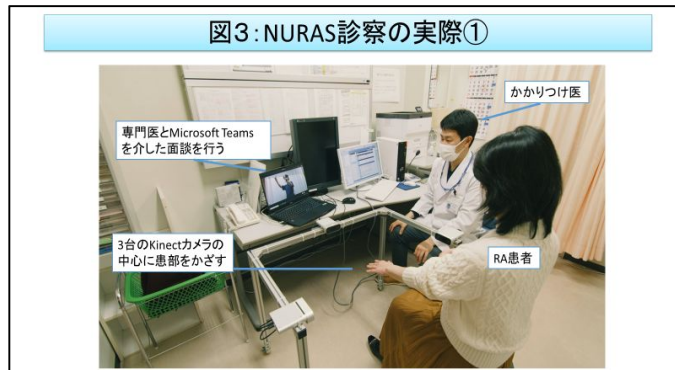 図3：NURAS診察の実際①
かかりつけ医
専門医とMicrosoft Teams
を介した面談を行う
3台のKinectカメラの
中心に患部をかざす
RA患者